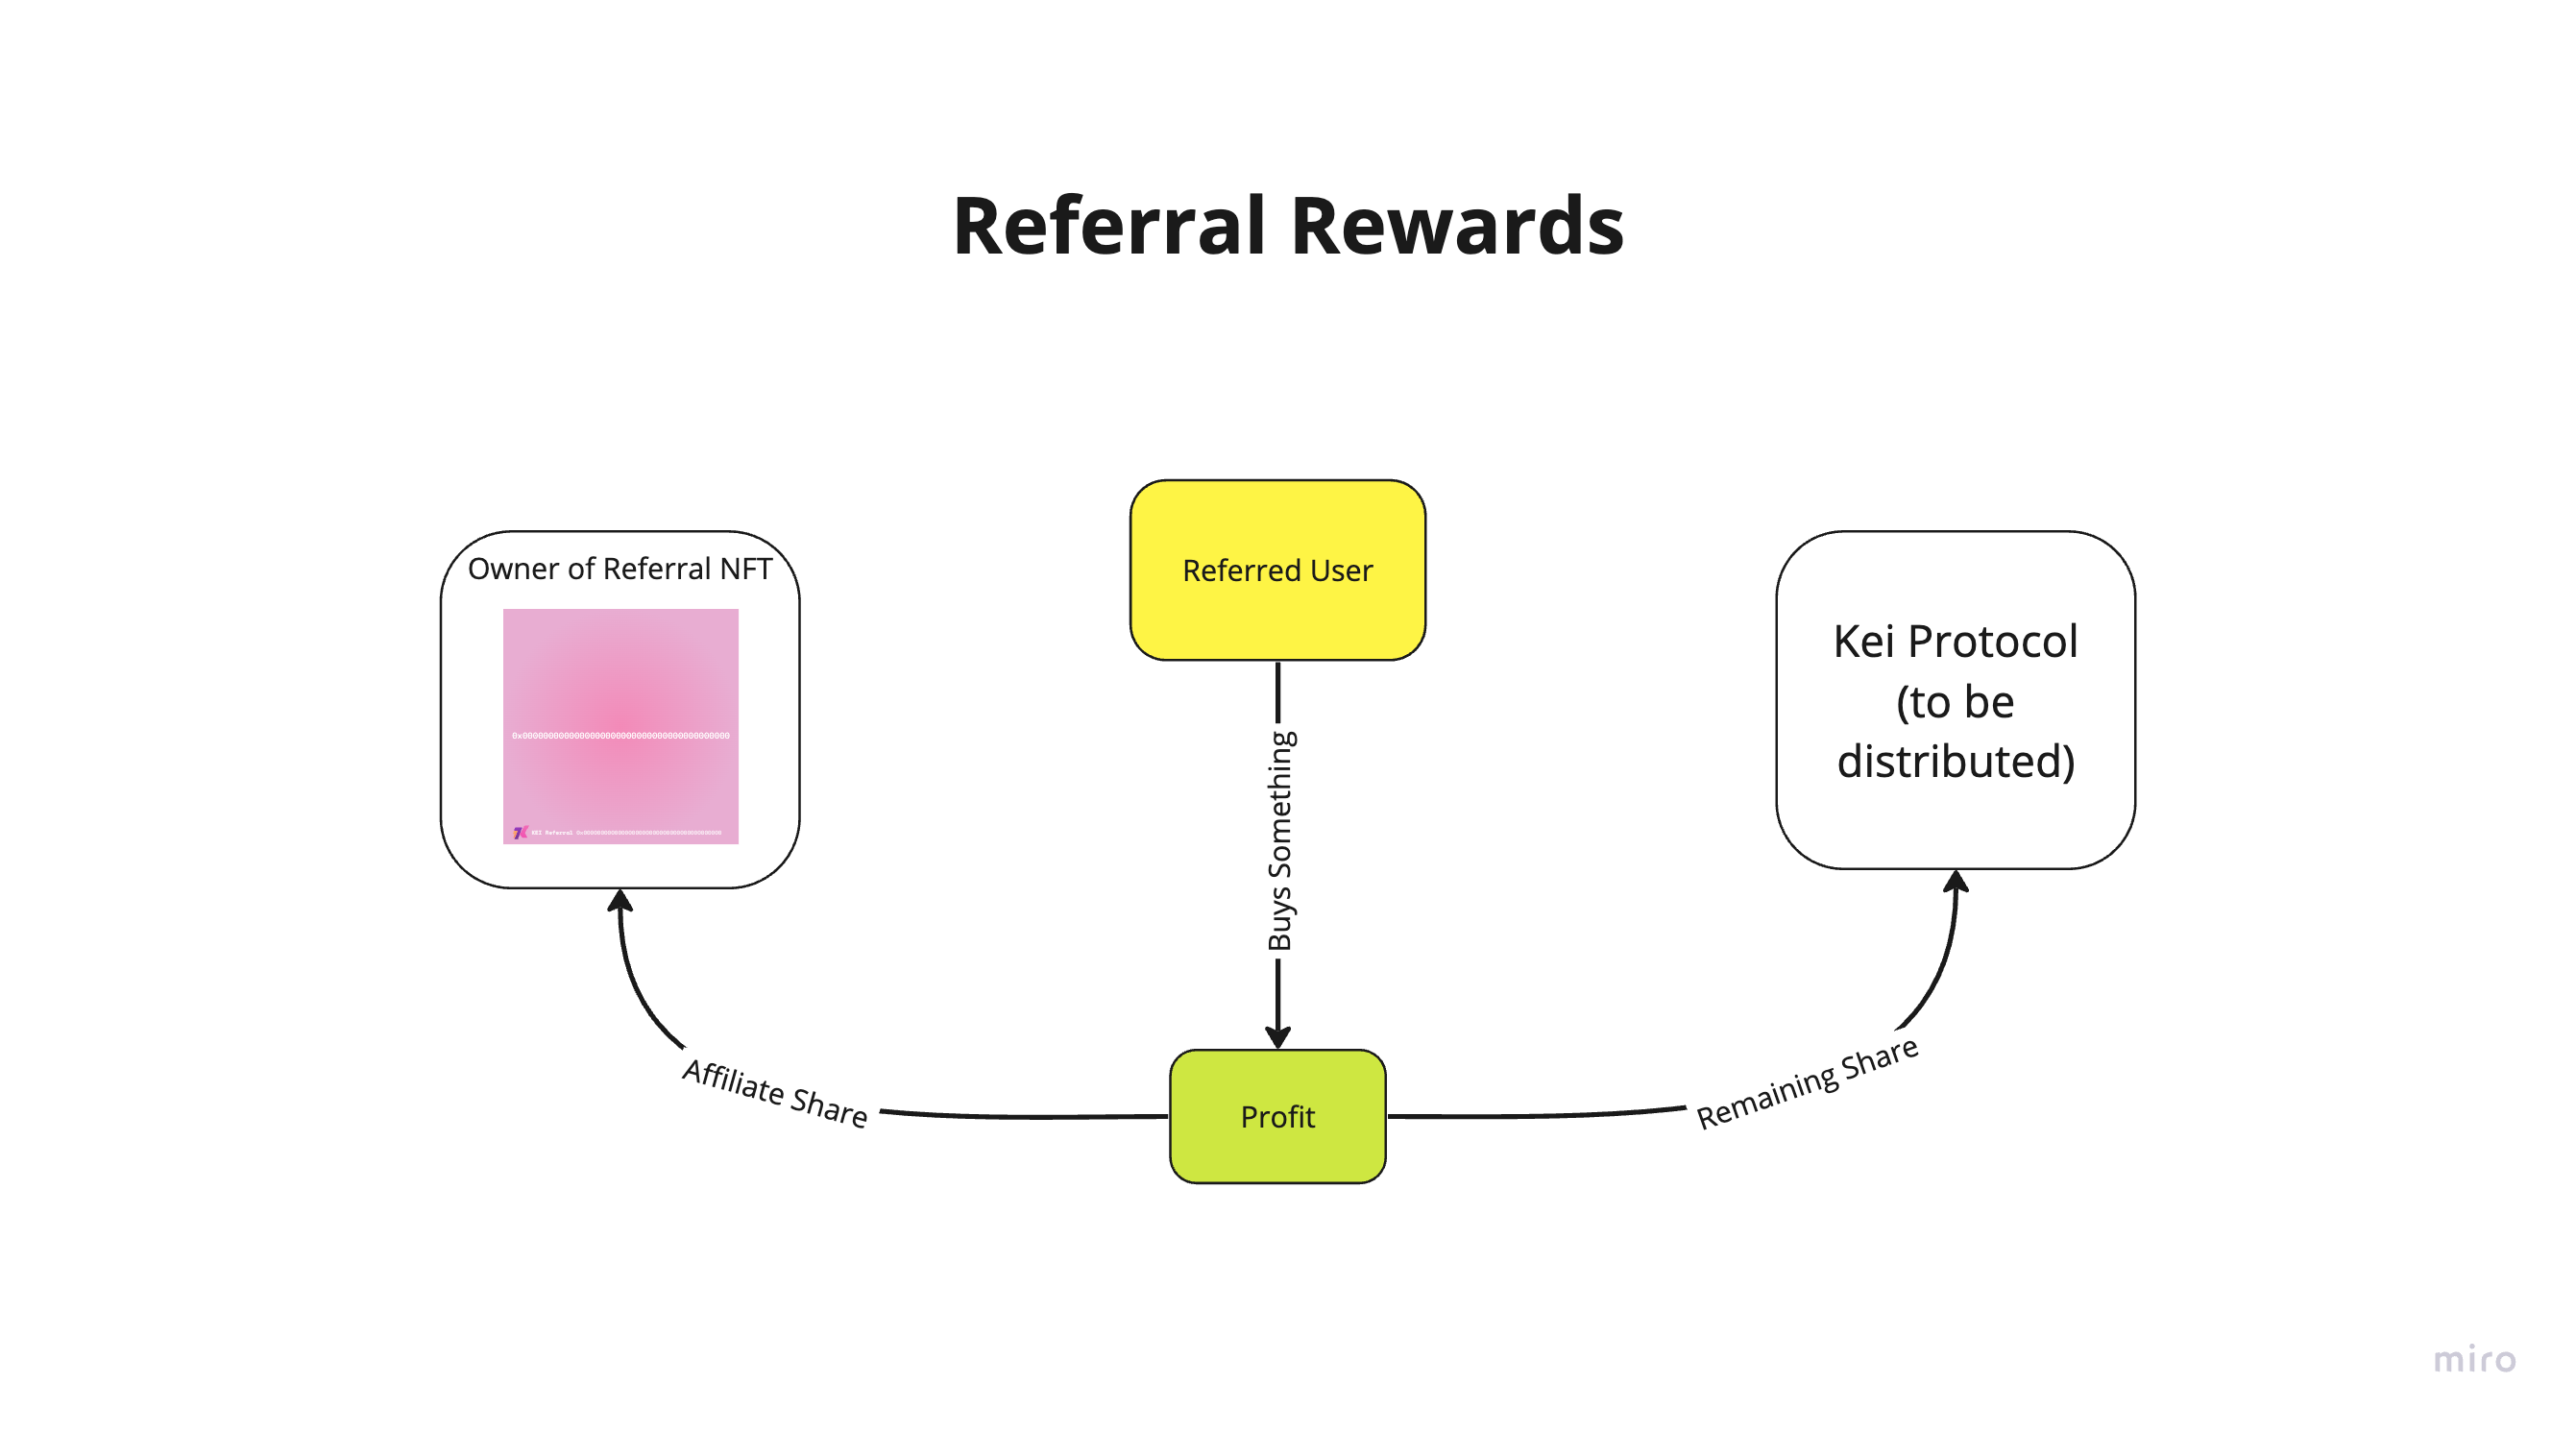 Referral Rewards
Owner of Referral NFT
0x0000000000000000000000000000000000000000
KEI Referral 0x0000000000000000000000000000000000000000
Referred User
Buys Something
Kei Protocol
(to be
distributed)
Affiliate Share
Profit
Remaining Share
miro